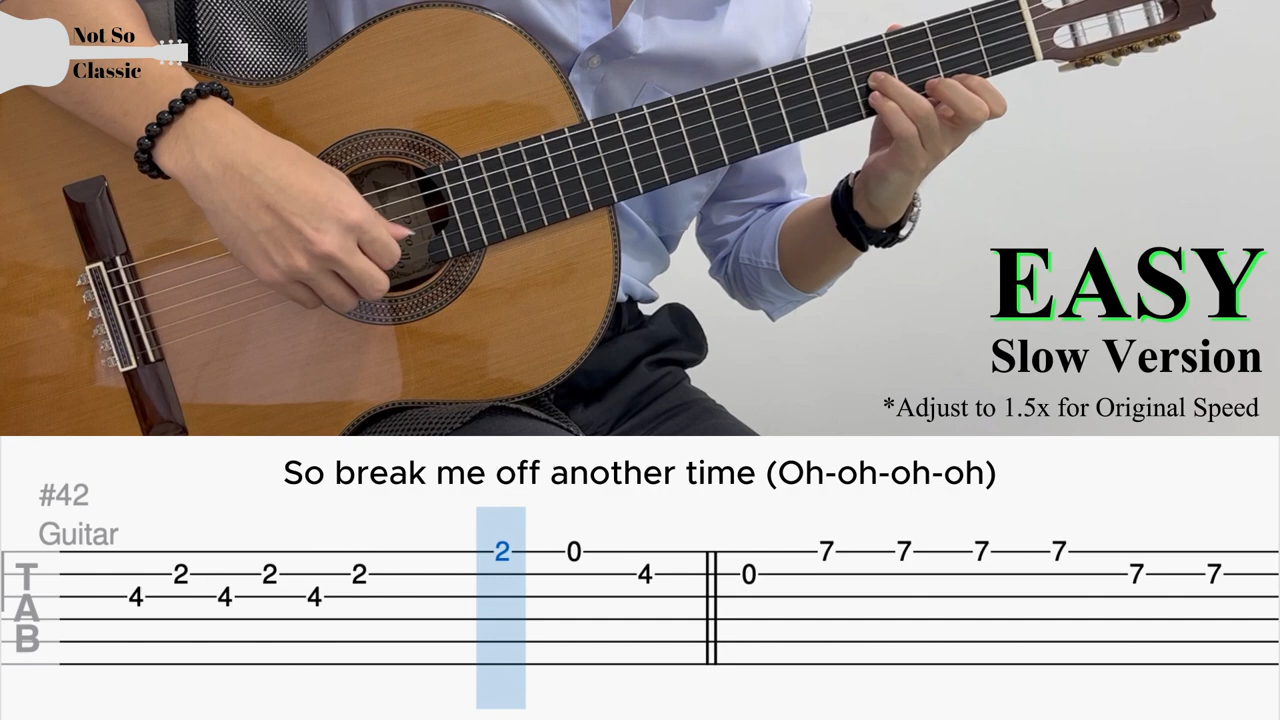 Not So
Classic
EASY
Slow Version
*Adjust to 1.5x for Original Speed
So break me off another time (Oh-oh-oh-oh)
#42
Guitar
2 0 7 7 7 7
T 2 2 2 4 0 7 7
A 4 4 4
B